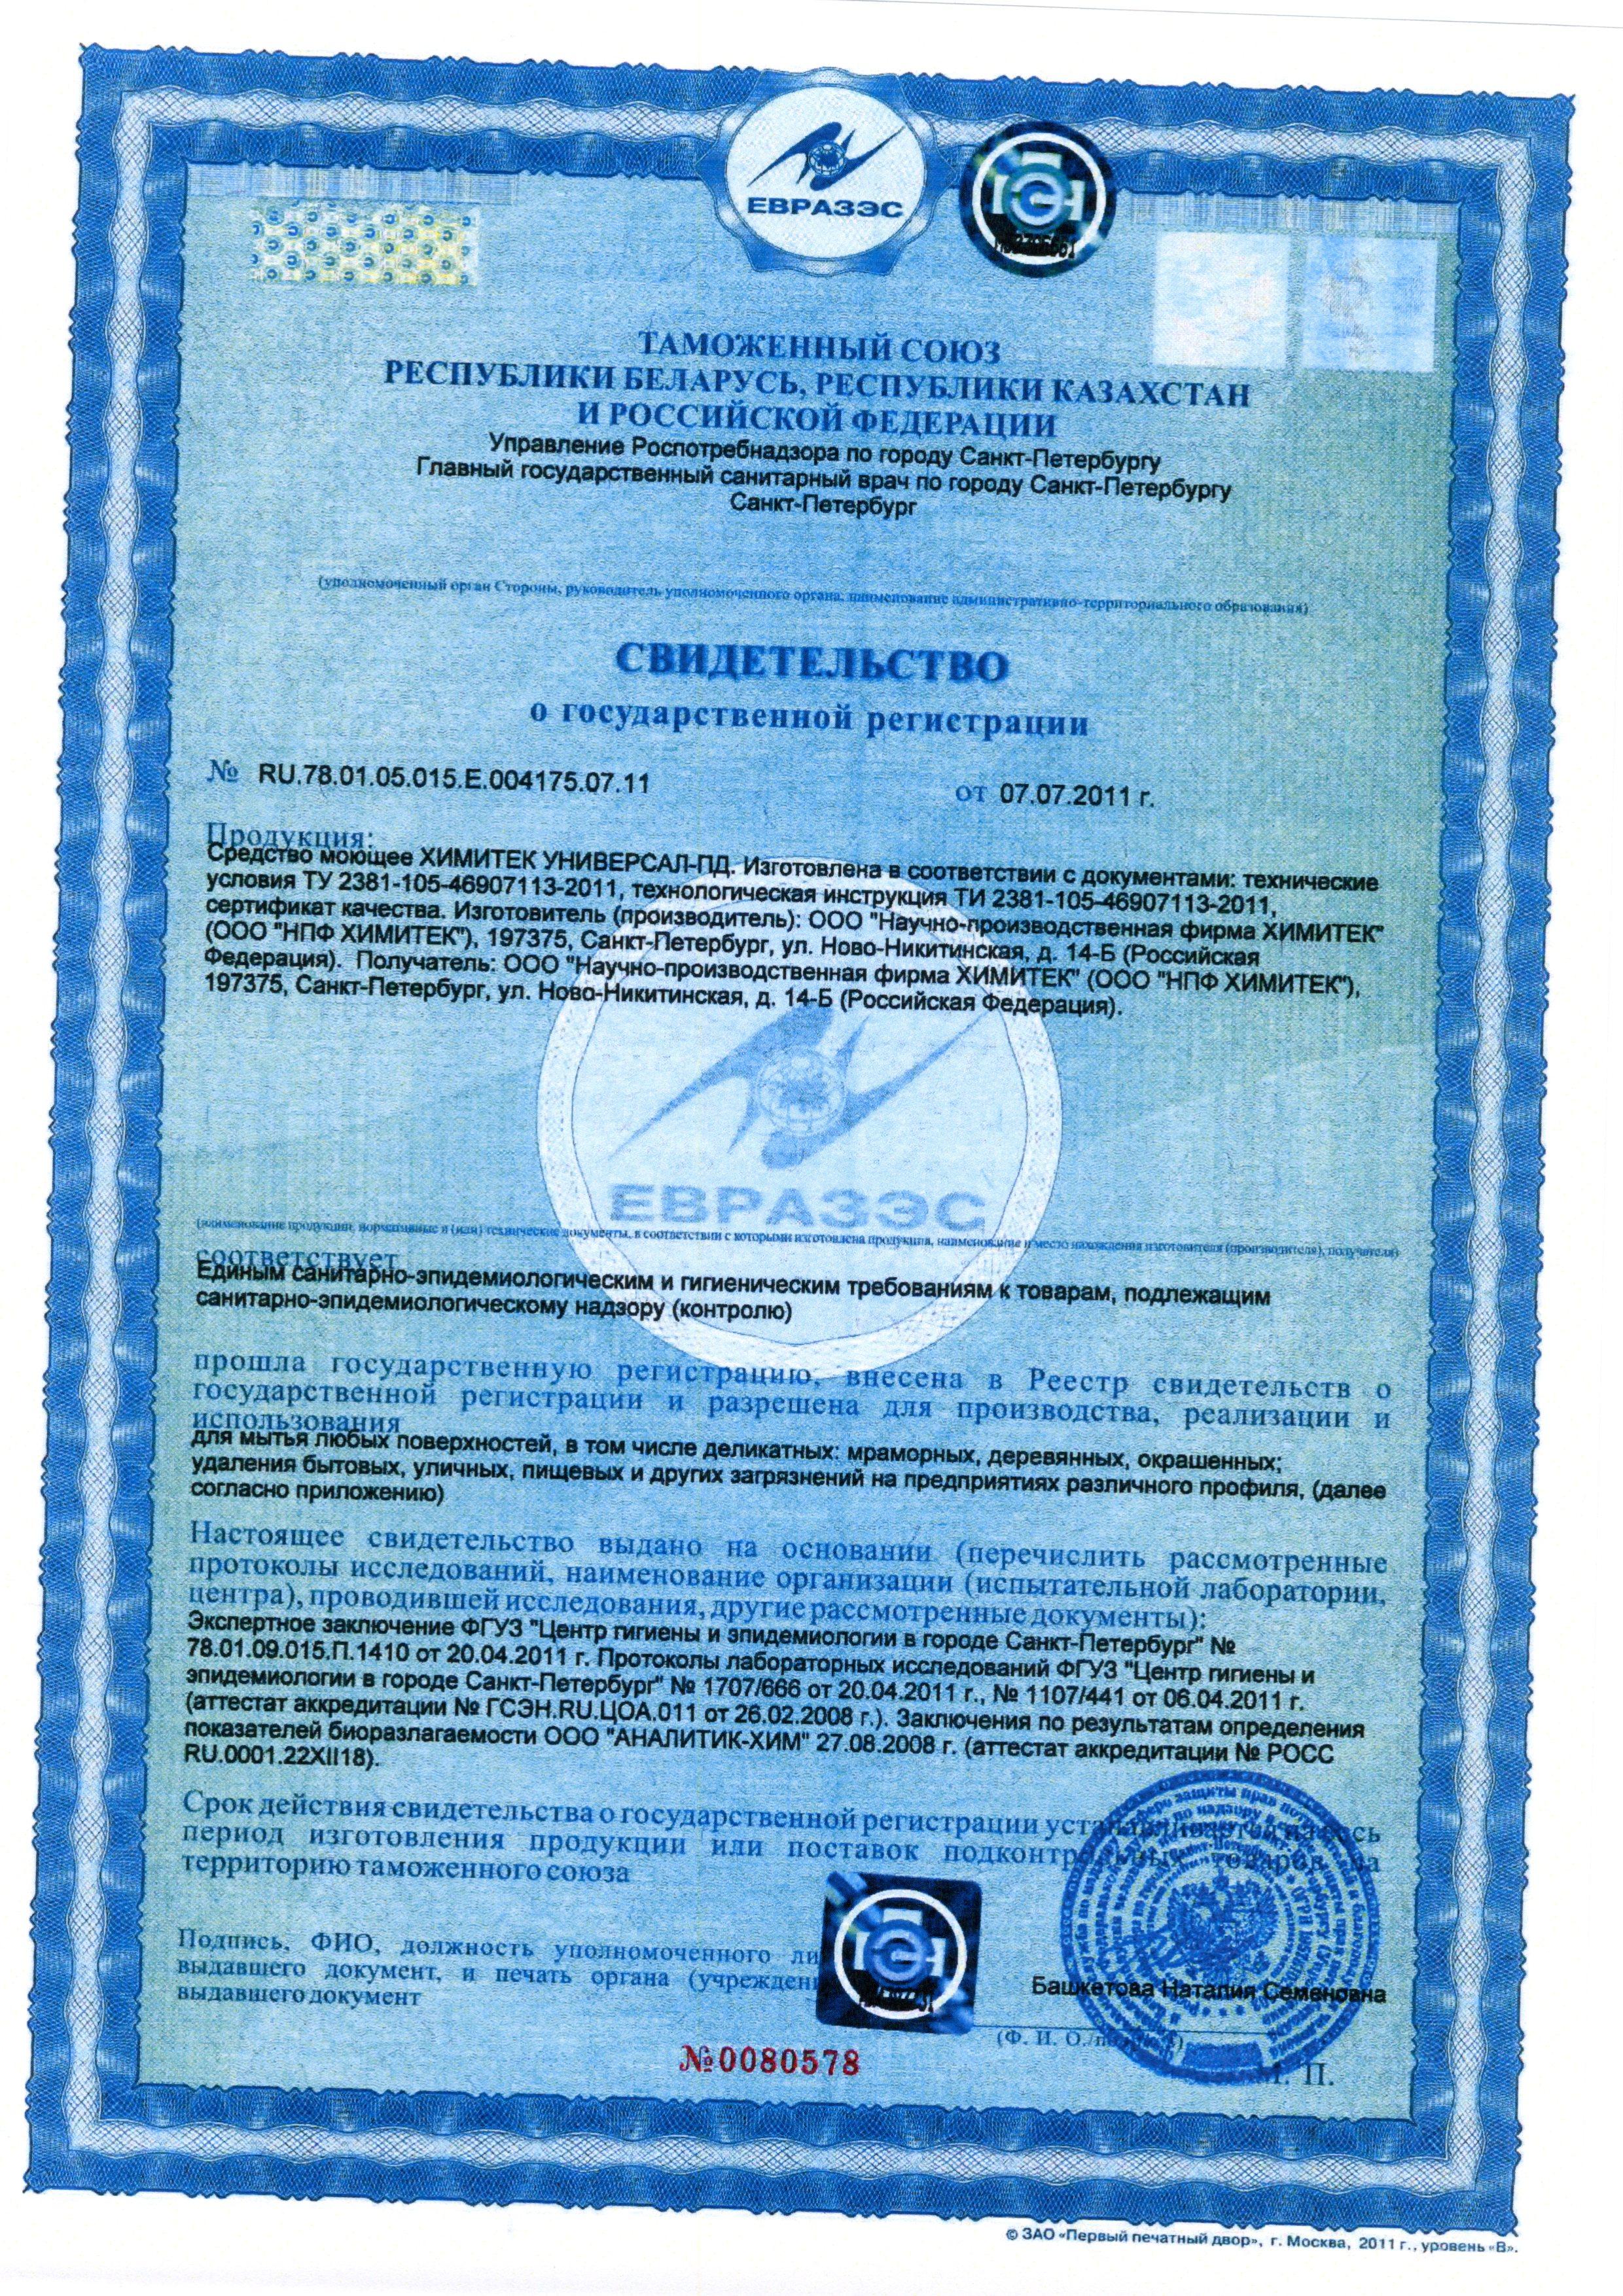 ЕВРАЗЭС
ТАМОЖЕННЫЙ СОЮЗ
РЕСПУБЛИКИ БЕЛАРУСЬ, РЕСПУБЛИКИ КАЗАХСТАН
И РОССИЙСКОЙ ФЕДЕРАЦИИ
Управление Роспотребнадзора по городу Санкт-Петербургу
Главный государственный санитарный врач по городу Санкт-Петербургу
Санкт-Петербург
(уполномоченный орган Стороны, руководитель уполномоченного органа, наименование административно-территориального образования)
СВИДЕТЕЛЬСТВО
о государственной регистрации
№ RU.78.01.05.015.Е.004175.07.11 от 07.07.2011 г.
Продукция:
Средство моющее ХИМИТЕК УНИВЕРСАЛ-ПД. Изготовлена в соответствии с документами: технические
условия ТУ 2381-105-46907113-2011, технологическая инструкция ТИ 2381-105-46907113-2011,
сертификат качества. Изготовитель (производитель): ООО "Научно-производственная фирма ХИМИТЕК"
(ООО "НПФ ХИМИТЕК"), 197375, Санкт-Петербург, ул. Ново-Никитинская, д. 14-Б (Российская
Федерация). Получатель: ООО "Научно-производственная фирма ХИМИТЕК" (ООО "НПФ ХИМИТЕК"),
197375, Санкт-Петербург, ул. Ново-Никитинская, д. 14-Б (Российская Федерация).
ЕВРАЗЭС
(наименование продукции, нормативные и (или) технические документы, в соответствии с которыми изготовлена продукция, наименование и место нахождения изготовителя (производителя), получателя)
соответствует
Единым санитарно-эпидемиологическим и гигиеническим требованиям к товарам, подлежащим
санитарно-эпидемиологическому надзору (контролю)
прошла государственную регистрацию, внесена в Реестр свидетельств о
государственной регистрации и разрешена для производства, реализации и
использования
для мытья любых поверхностей, в том числе деликатных: мраморных, деревянных, окрашенных;
удаления бытовых, уличных, пищевых и других загрязнений на предприятиях различного профиля, (далее
согласно приложению)
Настоящее свидетельство выдано на основании (перечислить рассмотренные
протоколы исследований, наименование организации (испытательной лаборатории,
центра), проводившей исследования, другие рассмотренные документы):
Экспертное заключение ФГУЗ "Центр гигиены и эпидемиологии в городе Санкт-Петербург" №
78.01.09.015.П.1410 от 20.04.2011 г. Протоколы лабораторных исследований ФГУЗ "Центр гигиены и
эпидемиологии в городе Санкт-Петербург" № 1707/666 от 20.04.2011 г., № 1107/441 от 06.04.2011 г.
(аттестат аккредитации № ГСЭН.RU.ЦОА.011 от 26.02.2008 г.). Заключения по результатам определения
показателей биоразлагаемости ООО "АНАЛИТИК-ХИМ" 27.08.2008 г. (аттестат аккредитации № РОСС
RU.0001.22ХII18).
Срок действия свидетельства о государственной регистрации устанавливается на весь
период изготовления продукции или поставок подконтрольных товаров на
территорию таможенного союза
Подпись, ФИО, должность уполномоченного ли
выдавшего документ, и печать органа (учрежден
выдавшего документ
Башкетова Наталия Семеновна
(Ф. И. О./
М. П.
№0080578
© ЗАО «Первый печатный двор», г. Москва, 2011 г., уровень «В».